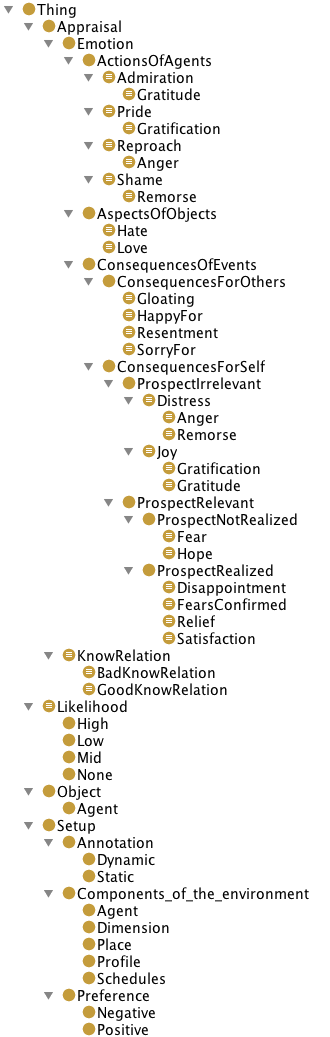 Thing
Appraisal
Emotion
ActionsOfAgents
Admiration
Gratitude
Pride
Gratification
Reproach
Anger
Shame
Remorse
AspectsOfObjects
Hate
Love
ConsequencesOfEvents
ConsequencesForOthers
Gloating
HappyFor
Resentment
SorryFor
ConsequencesForSelf
ProspectIrrelevant
Distress
Anger
Remorse
Joy
Gratification
Gratitude
ProspectRelevant
ProspectNotRealized
Fear
Hope
ProspectRealized
Disappointment
FearsConfirmed
Relief
Satisfaction
KnowRelation
BadKnowRelation
GoodKnowRelation
Likelihood
High
Low
Mid
None
Object
Agent
Setup
Annotation
Dynamic
Static
Components_of_the_environment
Agent
Dimension
Place
Profile
Schedules
Preference
Negative
Positive